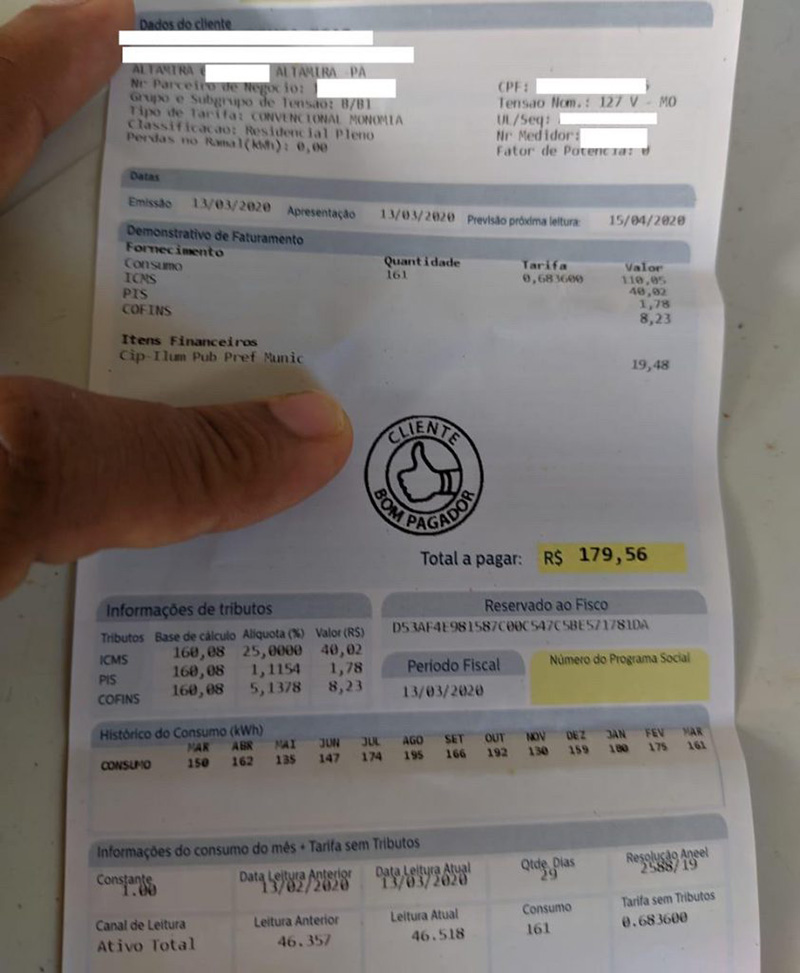 Dados do cliente
ALTAMIRA ALTAMIRA -PA
Nr Parceiro de Negocio:
Grupo e Subgrupo de Tensao: B/B1
Tipo de Tarifa: CONVENCIONAL MONOMIA
Classificacao: Residencial Pleno
Perdas no Ramal(kWh): 0,00
CPF:
Tensao Nom.: 127 V - MO
UL/Seq:
Nr Medidor:
Fator de Potencia: 0
Datas
Emissão 13/03/2020 Apresentação 13/03/2020 Previsão próxima leitura: 15/04/2020
Demonstrativo de Faturamento
Fornecimento Quantidade Tarifa Valor
Consumo 161 0,683600 110,05
ICMS 40,02
PIS 1,78
COFINS 8,23
Itens Financeiros
Cip-Ilum Pub Pref Munic 19,48
CLIENTE
BOM PAGADOR
Total a pagar: R$ 179,56
Informações de tributos
Tributos Base de cálculo Alíquota (%) Valor (R$)
ICMS 160,08 25,0000 40,02
PIS 160,08 1,1154 1,78
COFINS 160,08 5,1378 8,23
Reservado ao Fisco
D53AF4E981587C00C547C5BE571781DA
Período Fiscal
13/03/2020
Número do Programa Social
Histórico do Consumo (kWh)
MAR ABR MAI JUN JUL AGO SET OUT NOV DEZ JAN FEV MAR
CONSUMO 150 162 135 147 174 195 166 192 130 159 180 175 161
Informações do consumo do mês + Tarifa sem Tributos
Constante Data Leitura Anterior Data Leitura Atual Qtde. Dias Resolução Aneel
1.00 13/02/2020 13/03/2020 29 2588/19
Canal de Leitura Leitura Anterior Leitura Atual Consumo Tarifa sem Tributos
Ativo Total 46.357 46.518 161 0.683600